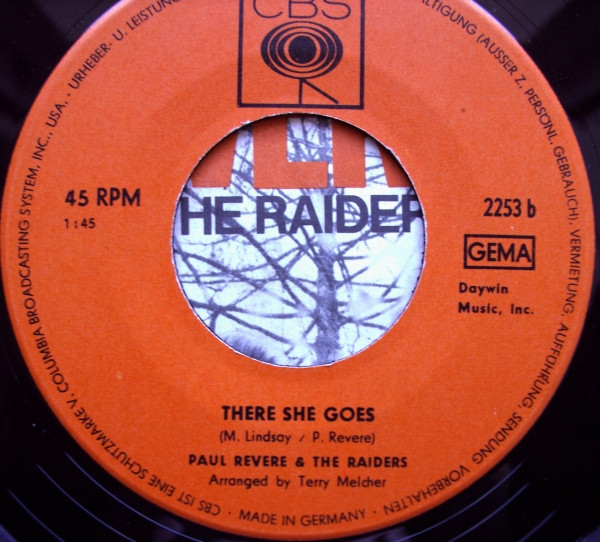 CBS
45 RPM
1:45
2253 b
GEMA
Daywin
Music, Inc.
HE RAIDER
THERE SHE GOES
(M. Lindsay / P. Revere)
PAUL REVERE & THE RAIDERS
Arranged by Terry Melcher
CBS IST EINE SCHUTZMARKE V. COLUMBIA BROADCASTING SYSTEM, INC., USA. · URHEBER- U. LEISTUNG
ÄLTIGUNG (AUSSER Z. PERSÖNL. GEBRAUCH), VERMIETUNG, AUFFÜHRUNG, SENDUNG VORBEHALTEN
· MADE IN GERMANY ·